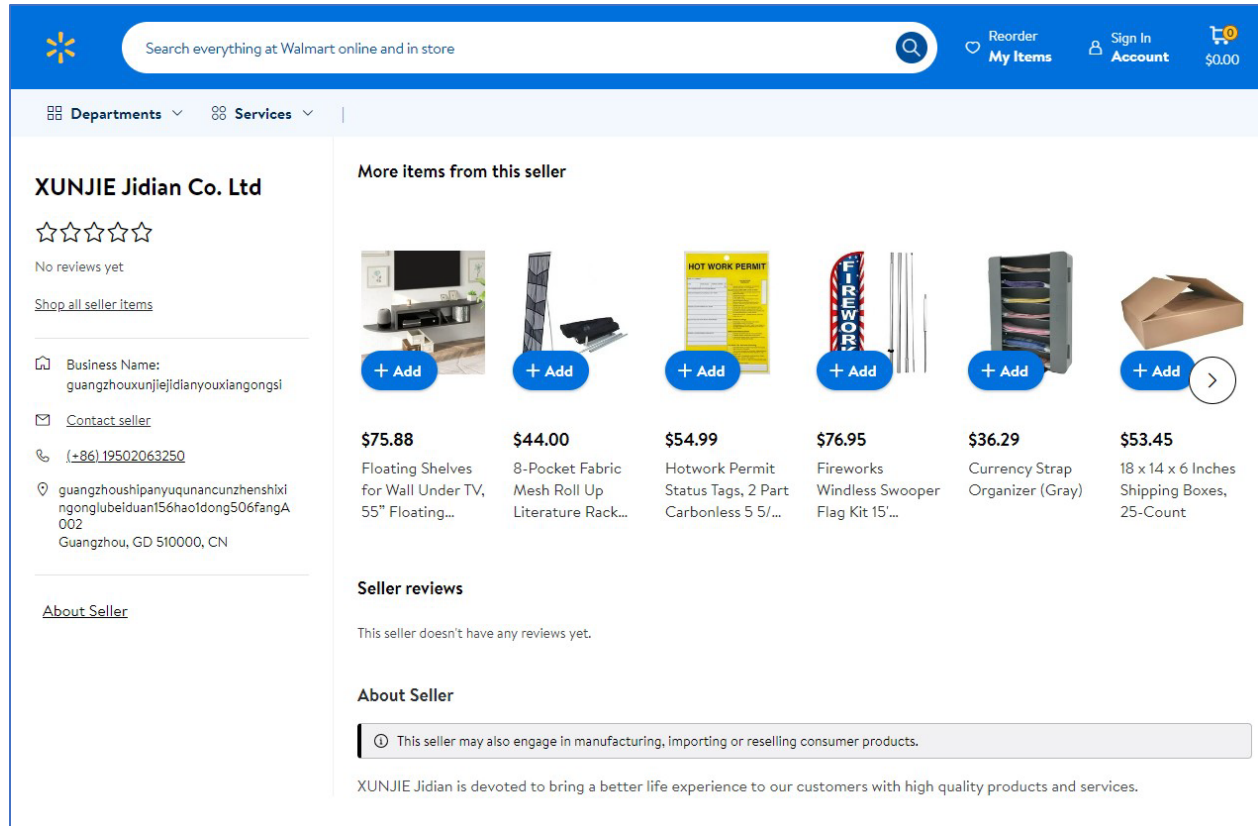 Search everything at Walmart online and in store
Reorder
My Items
Sign In
Account
0
$0.00
Departments
Services
XUNJIE Jidian Co. Ltd
No reviews yet
Shop all seller items
Business Name:
guangzhouxunjiejidianyouxiangongsi
Contact seller
(+86) 19502063250
guangzhoushipanyuqunancunzhenshixi
ngonglubeiduan156hao1dong506fangA
002
Guangzhou, GD 510000, CN
About Seller
More items from this seller
HOT WORK PERMIT
FIREWORK
+ Add
+ Add
+ Add
+ Add
+ Add
+ Add
$75.88
Floating Shelves
for Wall Under TV,
55” Floating...
$44.00
8-Pocket Fabric
Mesh Roll Up
Literature Rack...
$54.99
Hotwork Permit
Status Tags, 2 Part
Carbonless 5 5/...
$76.95
Fireworks
Windless Swooper
Flag Kit 15'...
$36.29
Currency Strap
Organizer (Gray)
$53.45
18 x 14 x 6 Inches
Shipping Boxes,
25-Count
Seller reviews
This seller doesn't have any reviews yet.
About Seller
This seller may also engage in manufacturing, importing or reselling consumer products.
XUNJIE Jidian is devoted to bring a better life experience to our customers with high quality products and services.